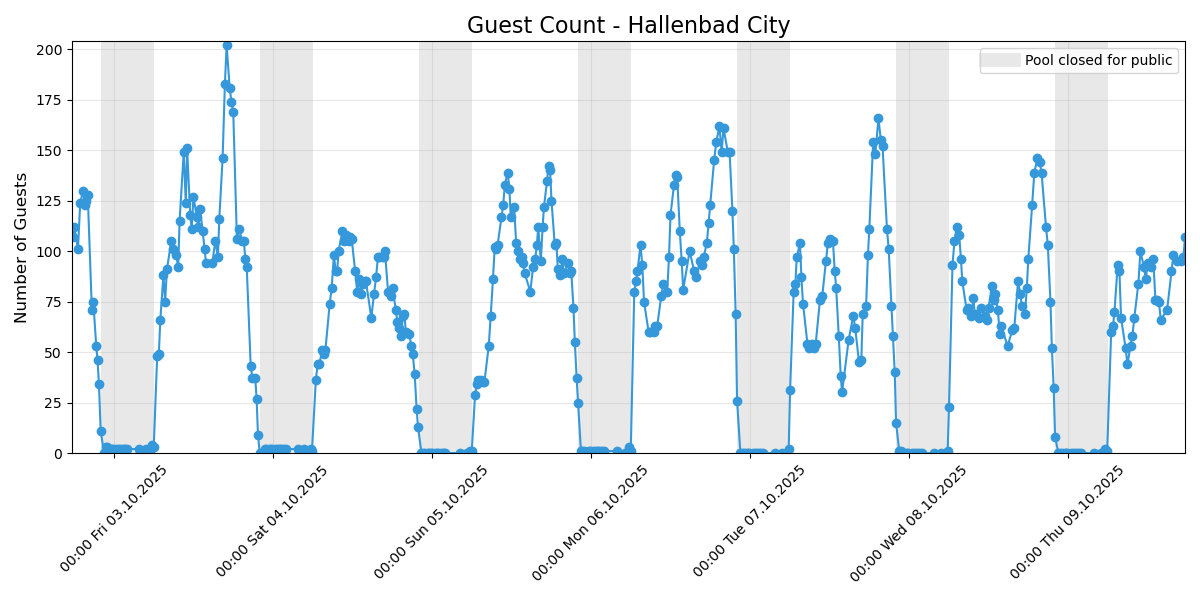 Guest Count - Hallenbad City
Pool closed for public
Number of Guests
200
175
150
125
100
75
50
25
0
00:00 Fri 03.10.2025
00:00 Sat 04.10.2025
00:00 Sun 05.10.2025
00:00 Mon 06.10.2025
00:00 Tue 07.10.2025
00:00 Wed 08.10.2025
00:00 Thu 09.10.2025